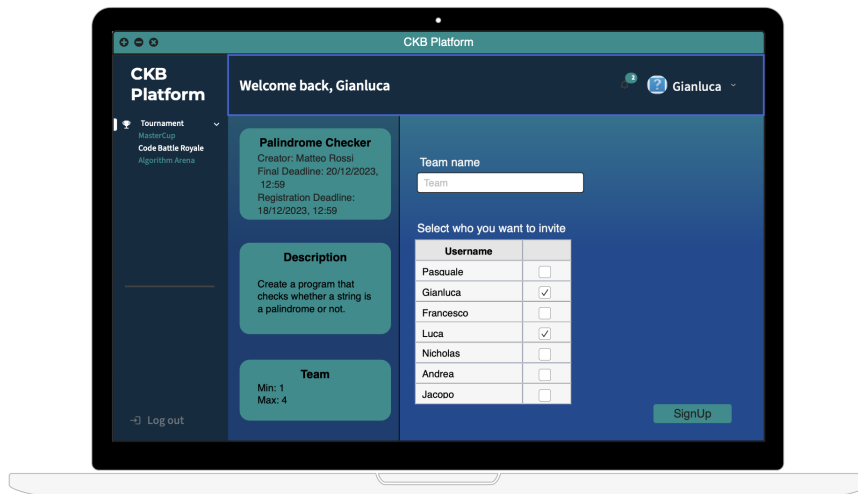 CKB Platform
CKB
Platform
Welcome back, Gianluca
2
?
Gianluca
Tournament
MasterCup
Code Battle Royale
Algorithm Arena
Log out
Palindrome Checker
Creator: Matteo Rossi
Final Deadline: 20/12/2023,
12:59
Registration Deadline:
18/12/2023, 12:59
Description
Create a program that
checks whether a string is
a palindrome or not.
Team
Min: 1
Max: 4
Team name
Team
Select who you want to invite
Username
Pasquale
Gianluca
Francesco
Luca
Nicholas
Andrea
Jacopo
SignUp